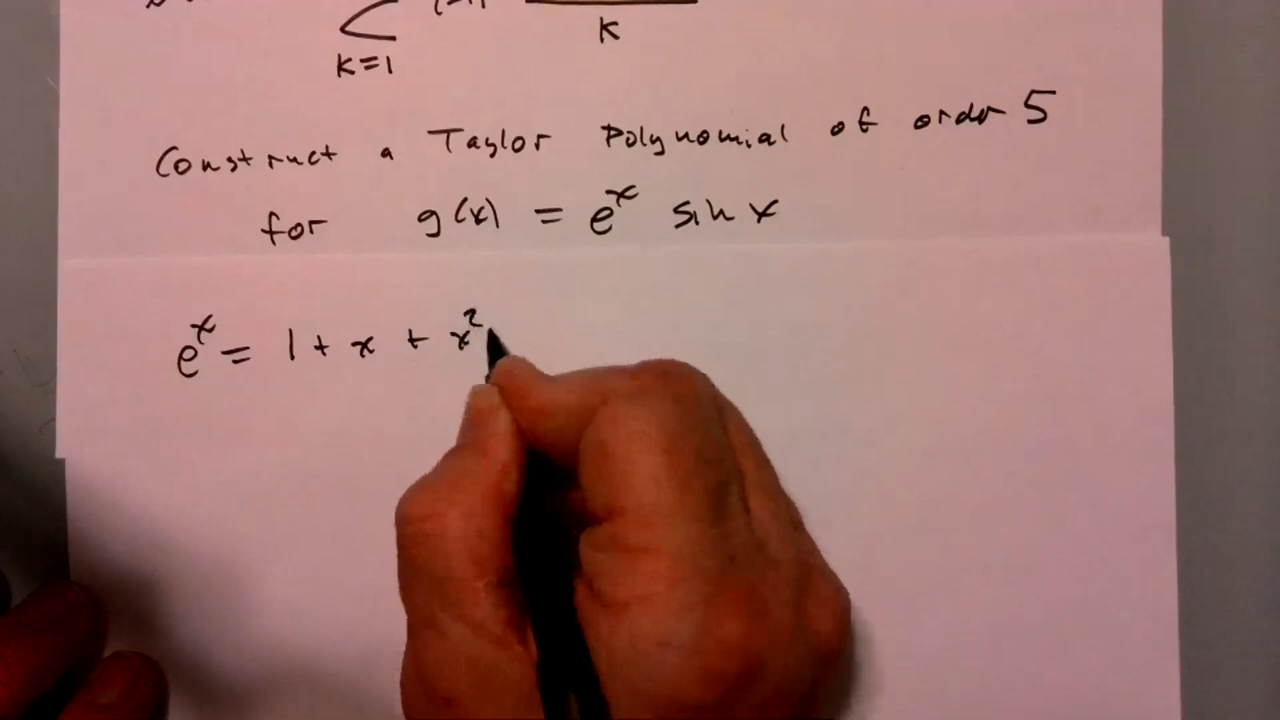 k
k=1
Construct a Taylor Polynomial of order 5
for g(x) = e^x sin x
e^x = 1 + x + x^2